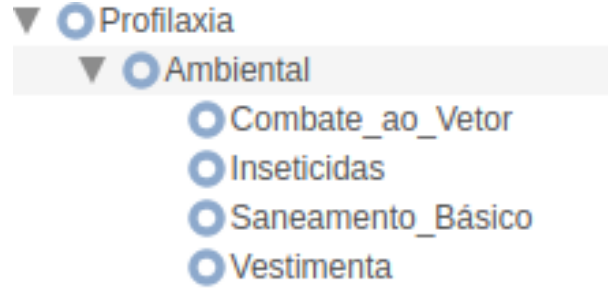 Profilaxia
Ambiental
Combate_ao_Vetor
Inseticidas
Saneamento_Básico
Vestimenta